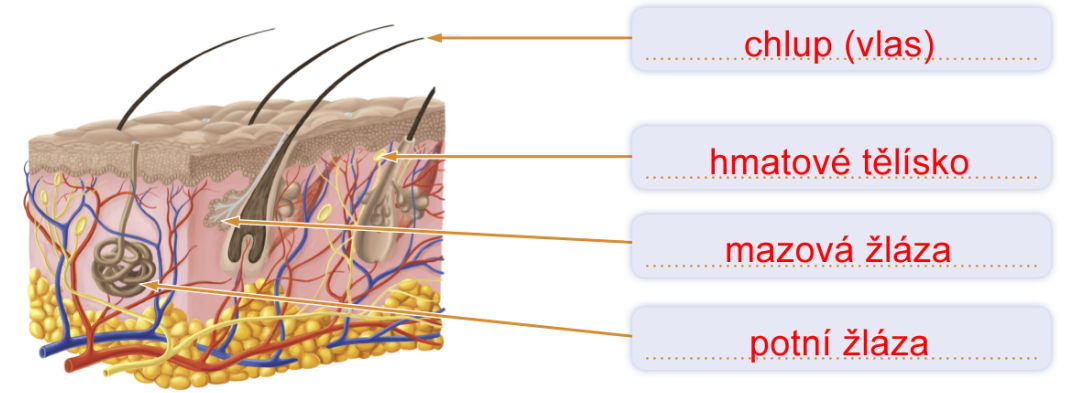 chlup (vlas)
hmatové tělísko
mazová žláza
potní žláza